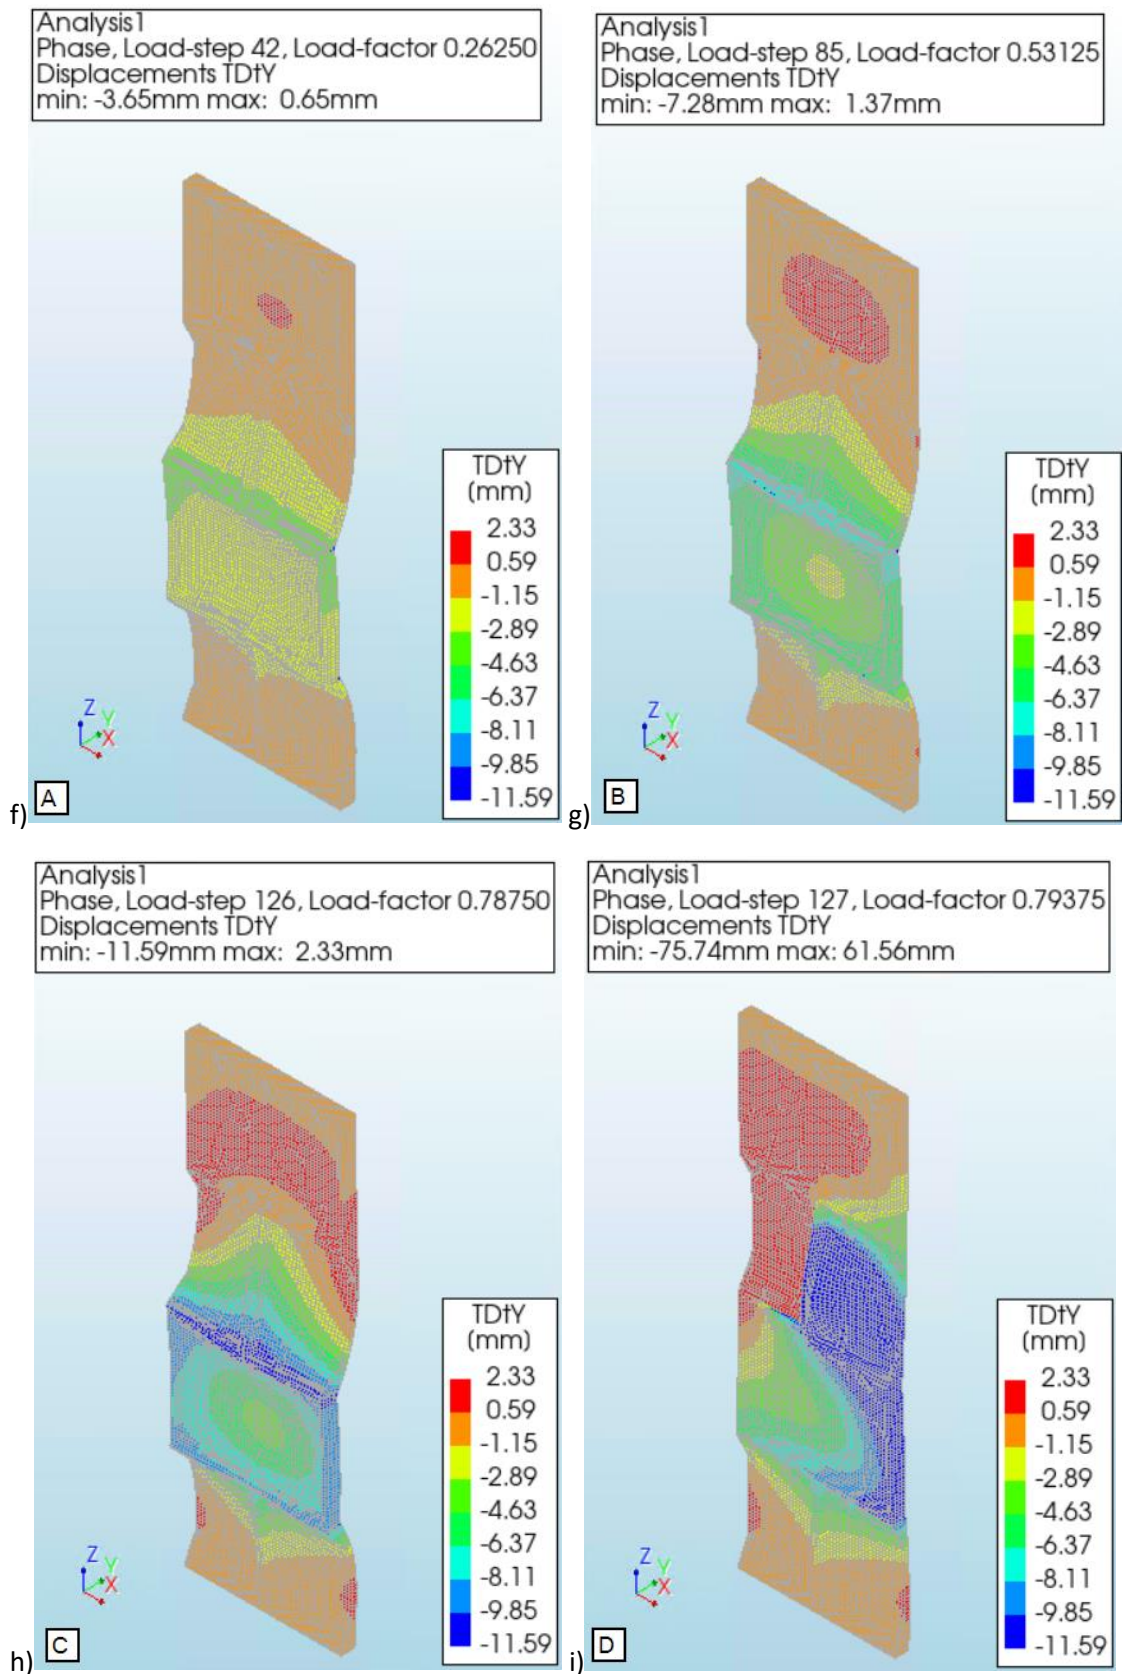 Analysis1
Phase, Load-step 42, Load-factor 0.26250
Displacements TDtY
min: -3.65mm max: 0.65mm
TDtY
(mm)
2.33
0.59
-1.15
-2.89
-4.63
-6.37
-8.11
-9.85
-11.59
Z
Y
X
A
f)
Analysis1
Phase, Load-step 85, Load-factor 0.53125
Displacements TDtY
min: -7.28mm max: 1.37mm
TDtY
(mm)
2.33
0.59
-1.15
-2.89
-4.63
-6.37
-8.11
-9.85
-11.59
Z
Y
X
B
g)
Analysis1
Phase, Load-step 126, Load-factor 0.78750
Displacements TDtY
min: -11.59mm max: 2.33mm
TDtY
(mm)
2.33
0.59
-1.15
-2.89
-4.63
-6.37
-8.11
-9.85
-11.59
Z
Y
X
C
h)
Analysis1
Phase, Load-step 127, Load-factor 0.79375
Displacements TDtY
min: -75.74mm max: 61.56mm
TDtY
(mm)
2.33
0.59
-1.15
-2.89
-4.63
-6.37
-8.11
-9.85
-11.59
Z
Y
X
D
i)